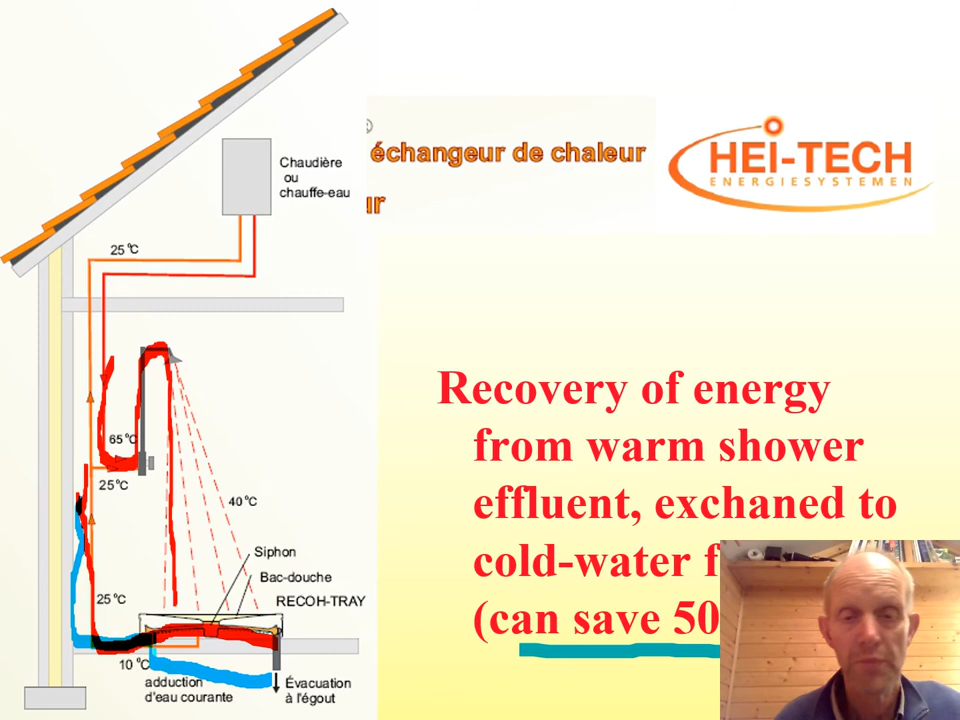 Chaudière
ou
chauffe-eau
®
échangeur de chaleur
HEI-TECH
ENERGIESYSTEMEN
25 °C
65 °C
25 °C
40 °C
Siphon
Bac-douche
RECOH-TRAY
25 °C
10 °C
adduction
d'eau courante
Évacuation
à l'égout
Recovery of energy
from warm shower
effluent, exchaned to
cold-water
(can save 50